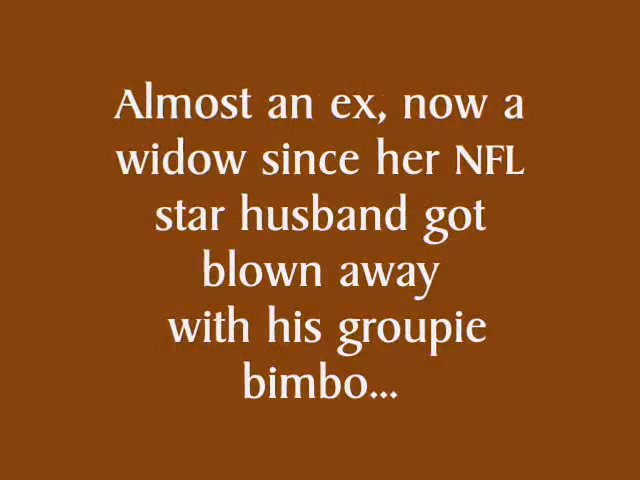 Almost an ex, now a
widow since her NFL
star husband got
blown away
with his groupie
bimbo...